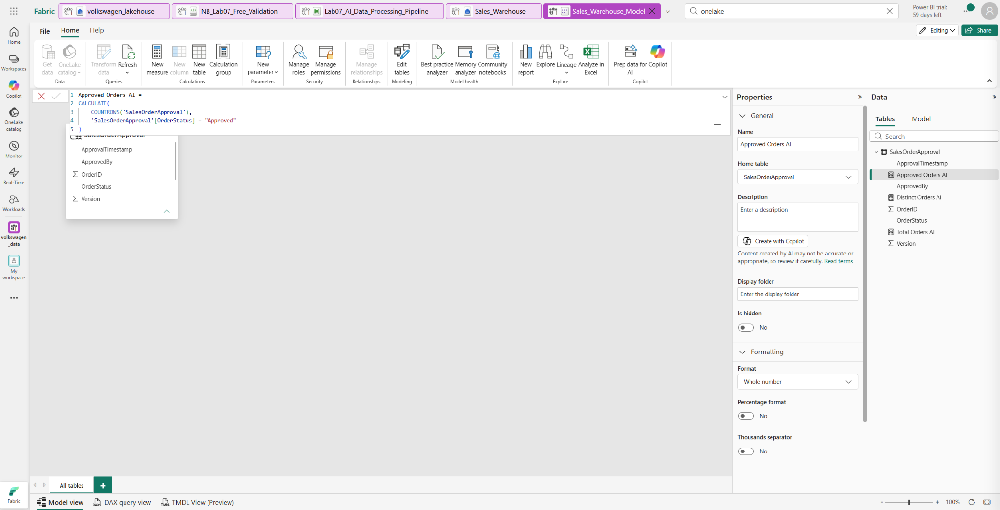 Fabric
volkswagen_lakehouse
NB_Lab07_Free_Validation
Lab07_AI_Data_Processing_Pipeline
Sales_Warehouse
Sales_Warehouse_Model
onelake
Power BI trial:
59 days left
File
Home
Help
Editing
Share
Get
data
OneLake
catalog
Data
Transform
data
Refresh
Queries
New
measure
New
column
New
table
Calculation
group
Calculations
New
parameter
Parameters
Manage
roles
Manage
permissions
Security
Manage
relationships
Relationships
Edit
tables
Modeling
Best practice
analyzer
Memory
analyzer
Community
notebooks
Model health
New
report
Explore
Lineage
Analyze in
Excel
Explore
Prep data for
AI
Copilot
Copilot
Home
Workspaces
Copilot
OneLake
catalog
Monitor
Real-Time
Workloads
volkswagen
_data
My
workspace
Fabric
1 Approved Orders AI =
2 CALCULATE(
3 COUNTROWS('SalesOrderApproval'),
4 'SalesOrderApproval'[OrderStatus] = "Approved"
5 )
SalesOrderApproval
ApprovalTimestamp
ApprovedBy
OrderID
OrderStatus
Version
Properties
General
Name
Approved Orders AI
Home table
SalesOrderApproval
Description
Enter a description
Create with Copilot
Content created by AI may not be accurate or
appropriate, so review it carefully. Read terms
Display folder
Enter the display folder
Is hidden
No
Formatting
Format
Whole number
Percentage format
No
Thousands separator
No
Data
Tables
Model
Search
SalesOrderApproval
ApprovalTimestamp
Approved Orders AI
ApprovedBy
Distinct Orders AI
OrderID
OrderStatus
Total Orders AI
Version
All tables
Model view
DAX query view
TMDL View (Preview)
- + 100%